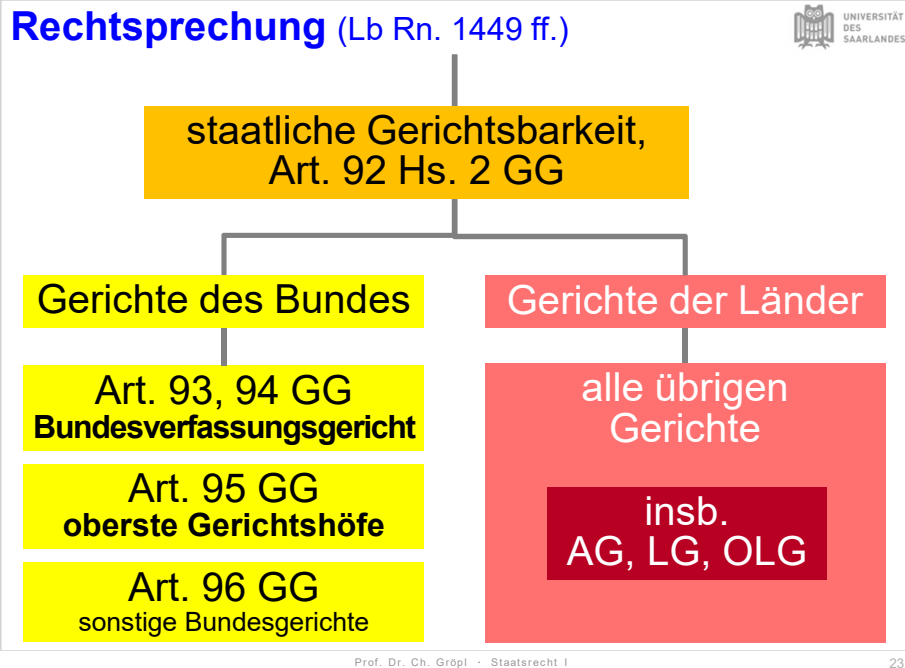 Rechtsprechung (Lb Rn. 1449 ff.)
UNIVERSITÄT
DES
SAARLANDES
staatliche Gerichtsbarkeit,
Art. 92 Hs. 2 GG
Gerichte des Bundes
Gerichte der Länder
Art. 93, 94 GG
Bundesverfassungsgericht
Art. 95 GG
oberste Gerichtshöfe
Art. 96 GG
sonstige Bundesgerichte
alle übrigen
Gerichte
insb.
AG, LG, OLG
Prof. Dr. Ch. Gröpl · Staatsrecht I
23